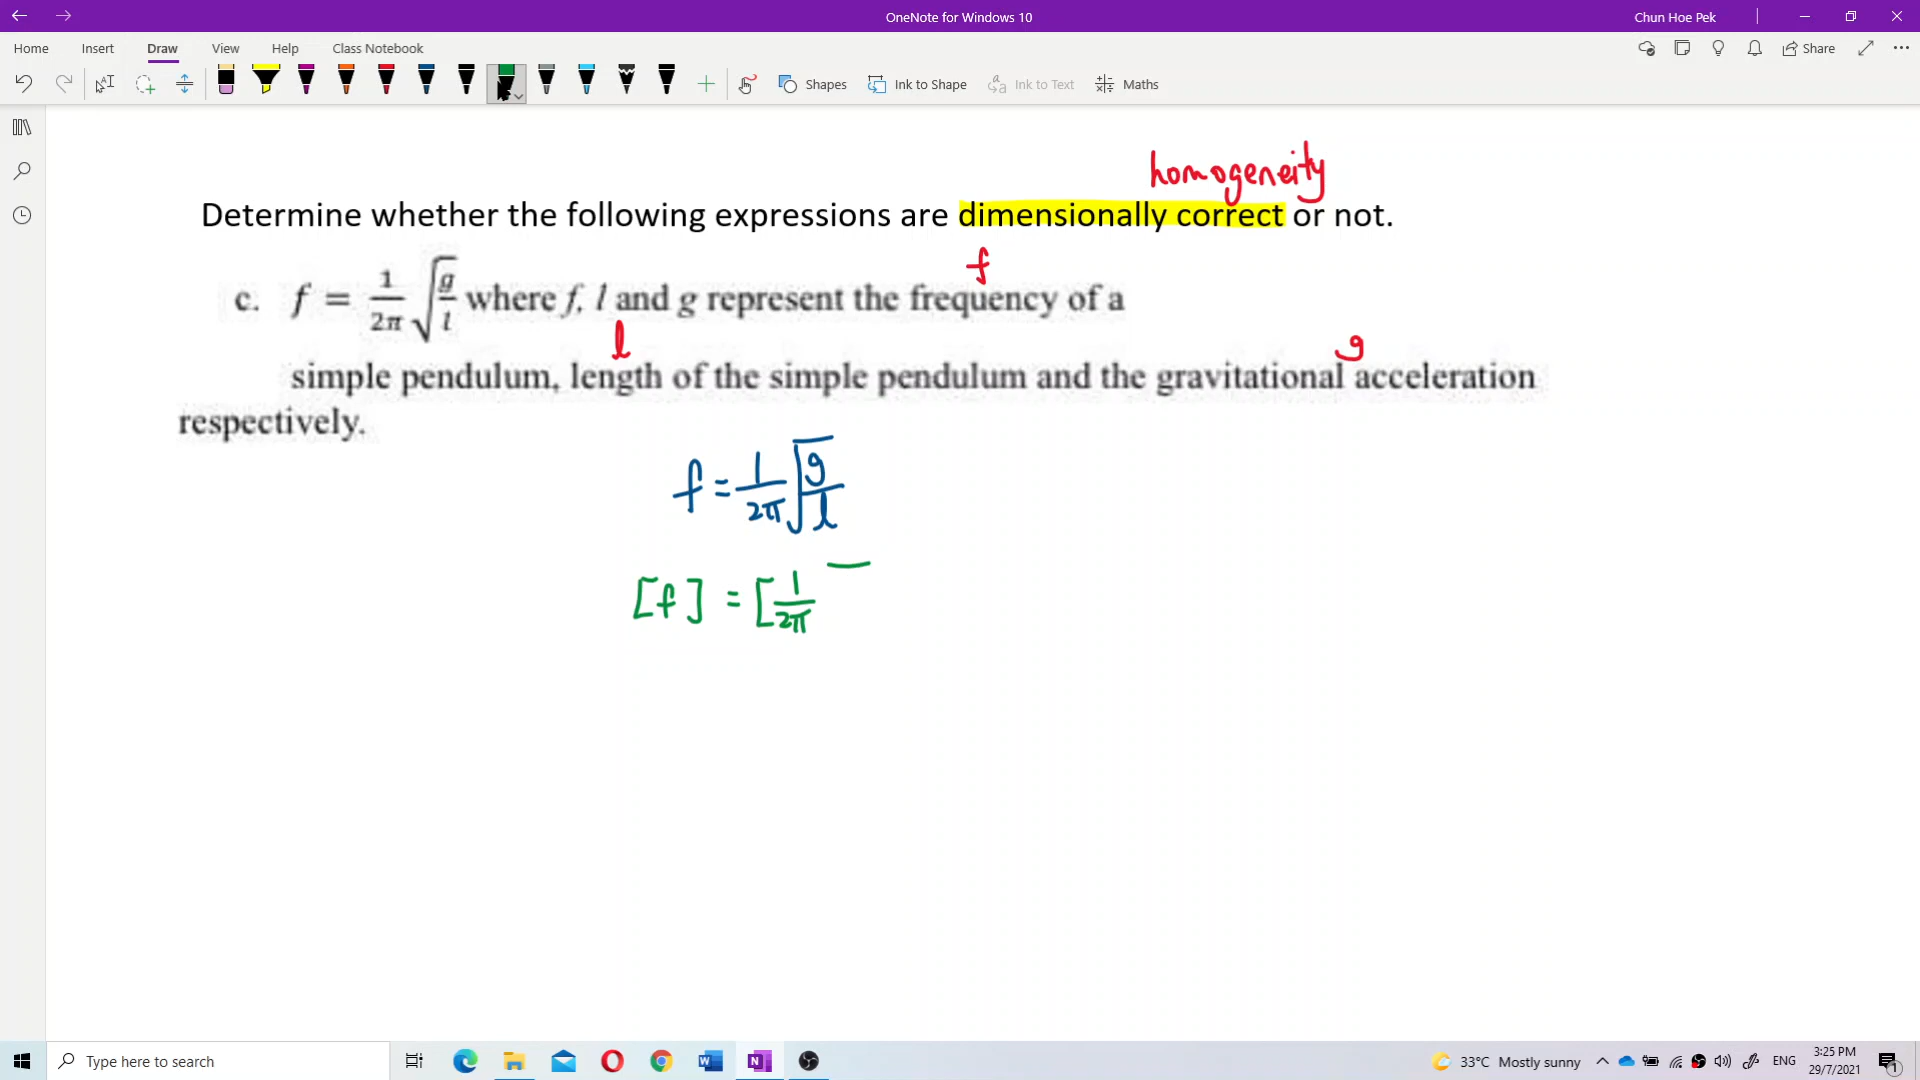 OneNote for Windows 10
Chun Hoe Pek
Home Insert Draw View Help Class Notebook
Share
Shapes Ink to Shape Ink to Text Maths
homogeneity
Determine whether the following expressions are dimensionally correct or not.
f
c. f = 1/2π √g/l where f, l and g represent the frequency of a
l
g
simple pendulum, length of the simple pendulum and the gravitational acceleration
respectively.
f = 1/2π √g/l
[f] = [1/2π
Type here to search
33°C Mostly sunny
ENG
3:25 PM
29/7/2021
1